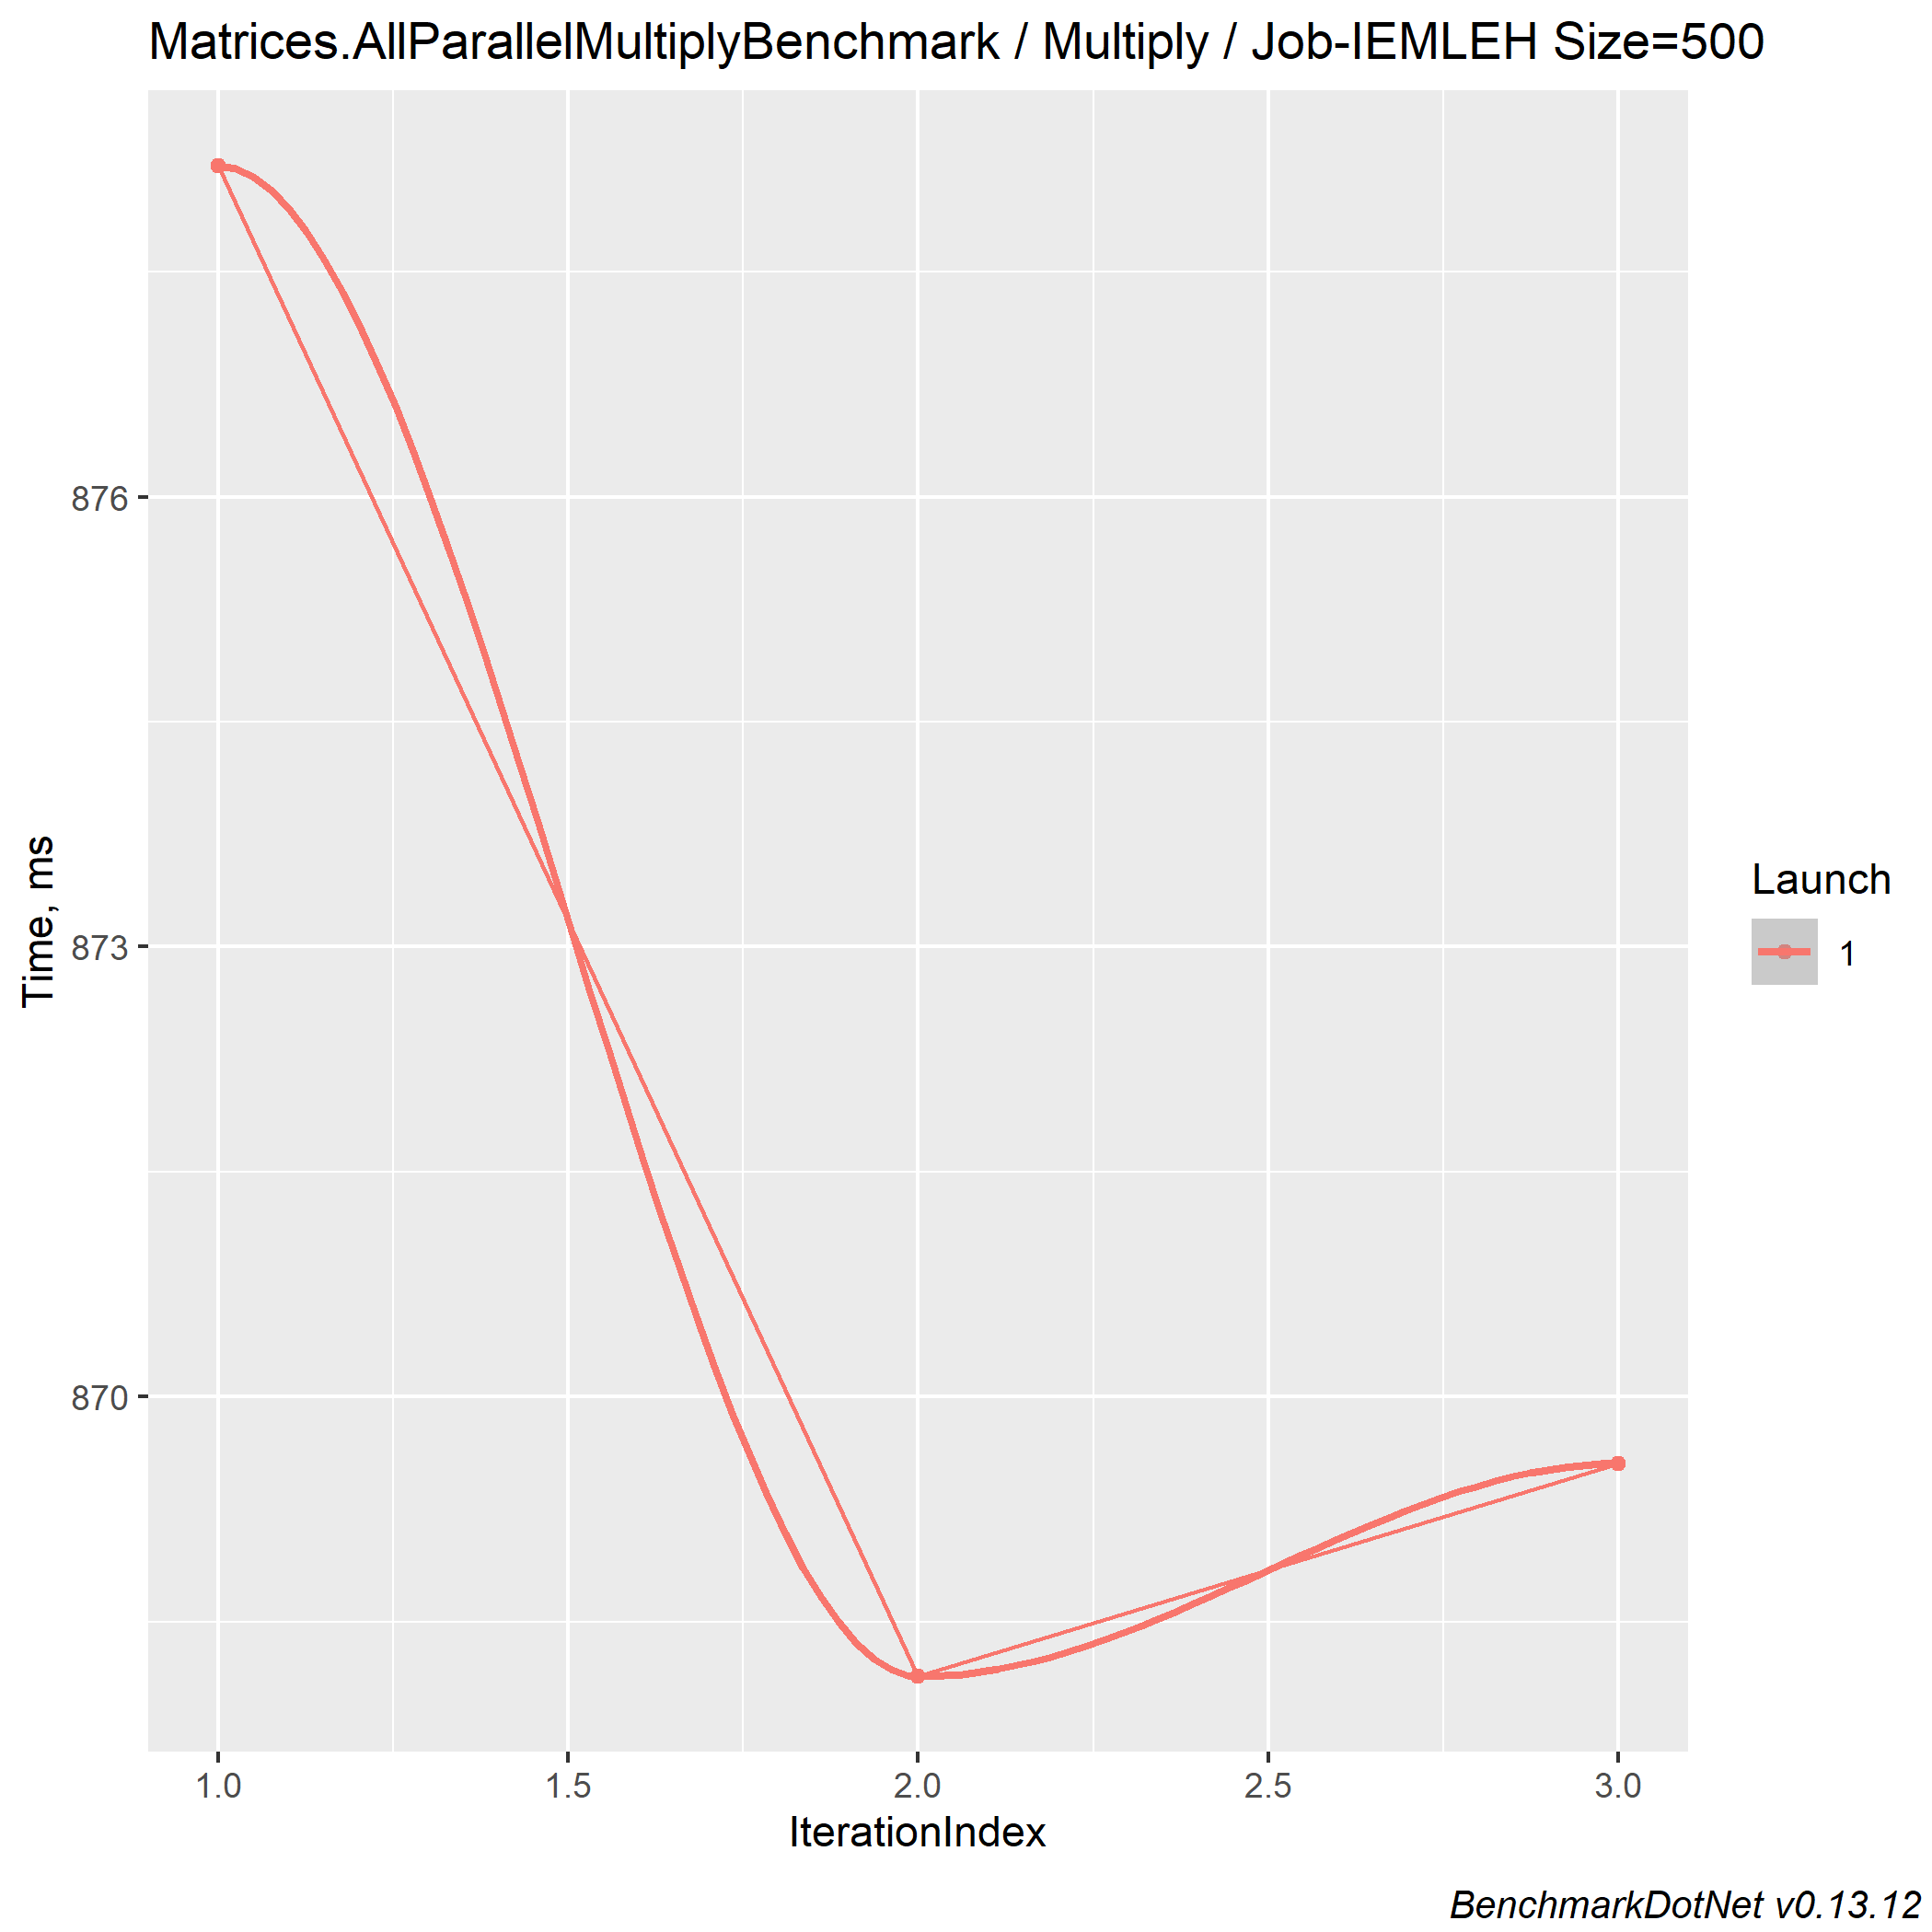 Matrices.AllParallelMultiplyBenchmark / Multiply / Job-IEMLEH Size=500
876
873
870
Time, ms
1.0 1.5 2.0 2.5 3.0
IterationIndex
Launch
1
BenchmarkDotNet v0.13.12